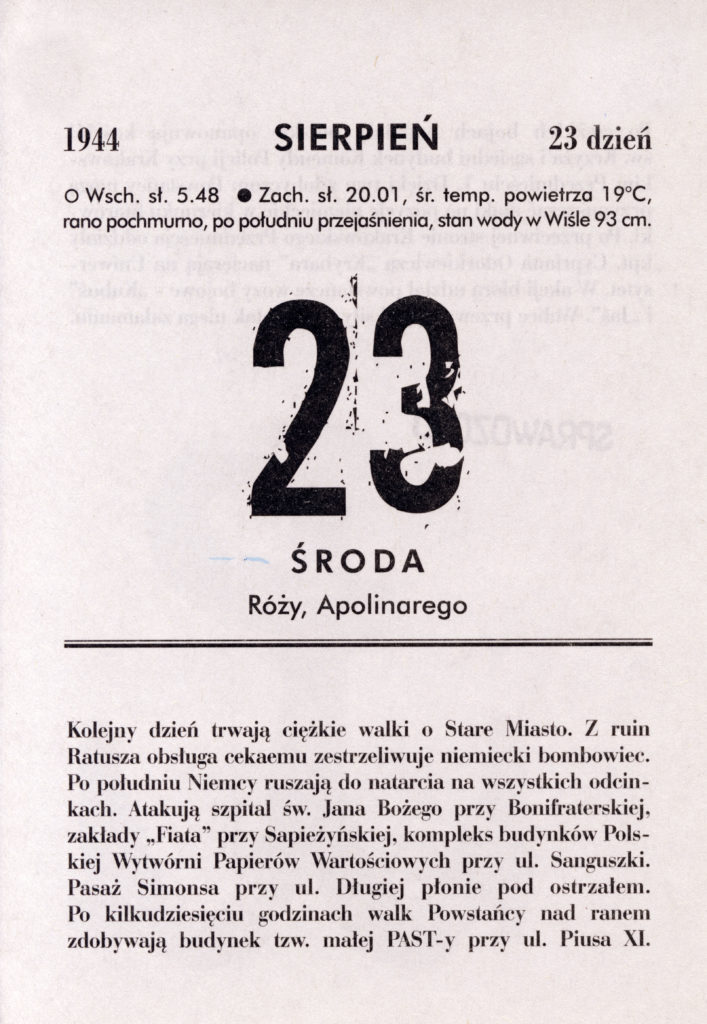 1944 SIERPIEŃ 23 dzień
○ Wsch. sł. 5.48 ● Zach. sł. 20.01, śr. temp. powietrza 19°C,
rano pochmurno, po południu przejaśnienia, stan wody w Wiśle 93 cm.
23
ŚRODA
Róży, Apolinarego
Kolejny dzień trwają ciężkie walki o Stare Miasto. Z ruin
Ratusza obsługa cekaemu zestrzeliwuje niemiecki bombowiec.
Po południu Niemcy ruszają do natarcia na wszystkich odcin-
kach. Atakują szpital św. Jana Bożego przy Bonifraterskiej,
zakłady „Fiata” przy Sapieżyńskiej, kompleks budynków Pols-
kiej Wytwórni Papierów Wartościowych przy ul. Sanguszki.
Pasaż Simonsa przy ul. Długiej płonie pod ostrzałem.
Po kilkudziesięciu godzinach walk Powstańcy nad ranem
zdobywają budynek tzw. małej PAST-y przy ul. Piusa XI.